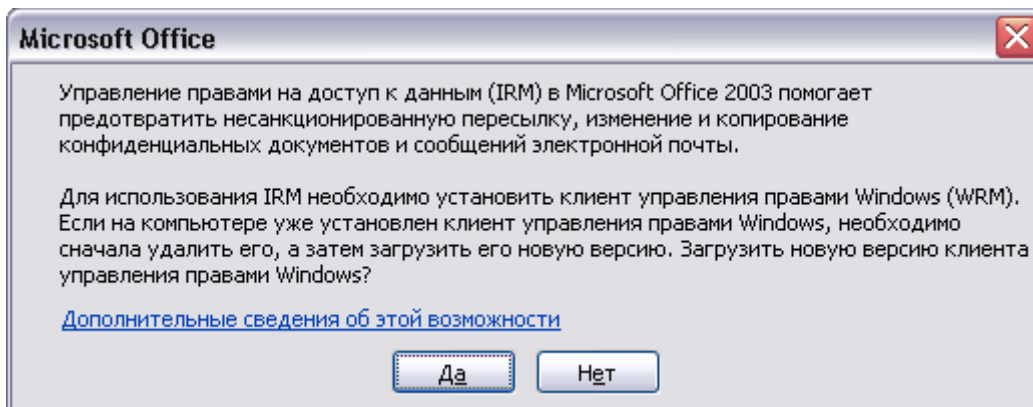 Microsoft Office
Управление правами на доступ к данным (IRM) в Microsoft Office 2003 помогает
предотвратить несанкционированную пересылку, изменение и копирование
конфиденциальных документов и сообщений электронной почты.
Для использования IRM необходимо установить клиент управления правами Windows (WRM).
Если на компьютере уже установлен клиент управления правами Windows, необходимо
сначала удалить его, а затем загрузить его новую версию. Загрузить новую версию клиента
управления правами Windows?
Дополнительные сведения об этой возможности
Да Нет